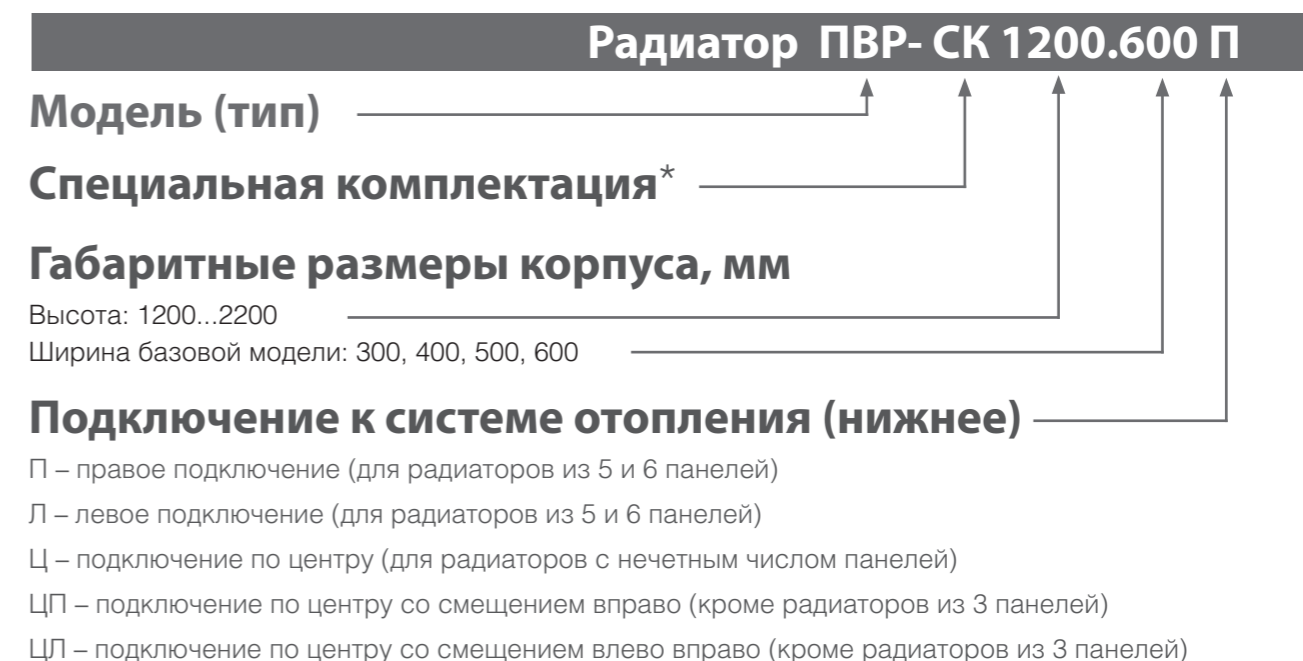 Радиатор ПВР- СК 1200.600 П
Модель (тип)
Специальная комплектация*
Габаритные размеры корпуса, мм
Высота: 1200...2200
Ширина базовой модели: 300, 400, 500, 600
Подключение к системе отопления (нижнее)
П – правое подключение (для радиаторов из 5 и 6 панелей)
Л – левое подключение (для радиаторов из 5 и 6 панелей)
Ц – подключение по центру (для радиаторов с нечетным числом панелей)
ЦП – подключение по центру со смещением вправо (кроме радиаторов из 3 панелей)
ЦЛ – подключение по центру со смещением влево вправо (кроме радиаторов из 3 панелей)